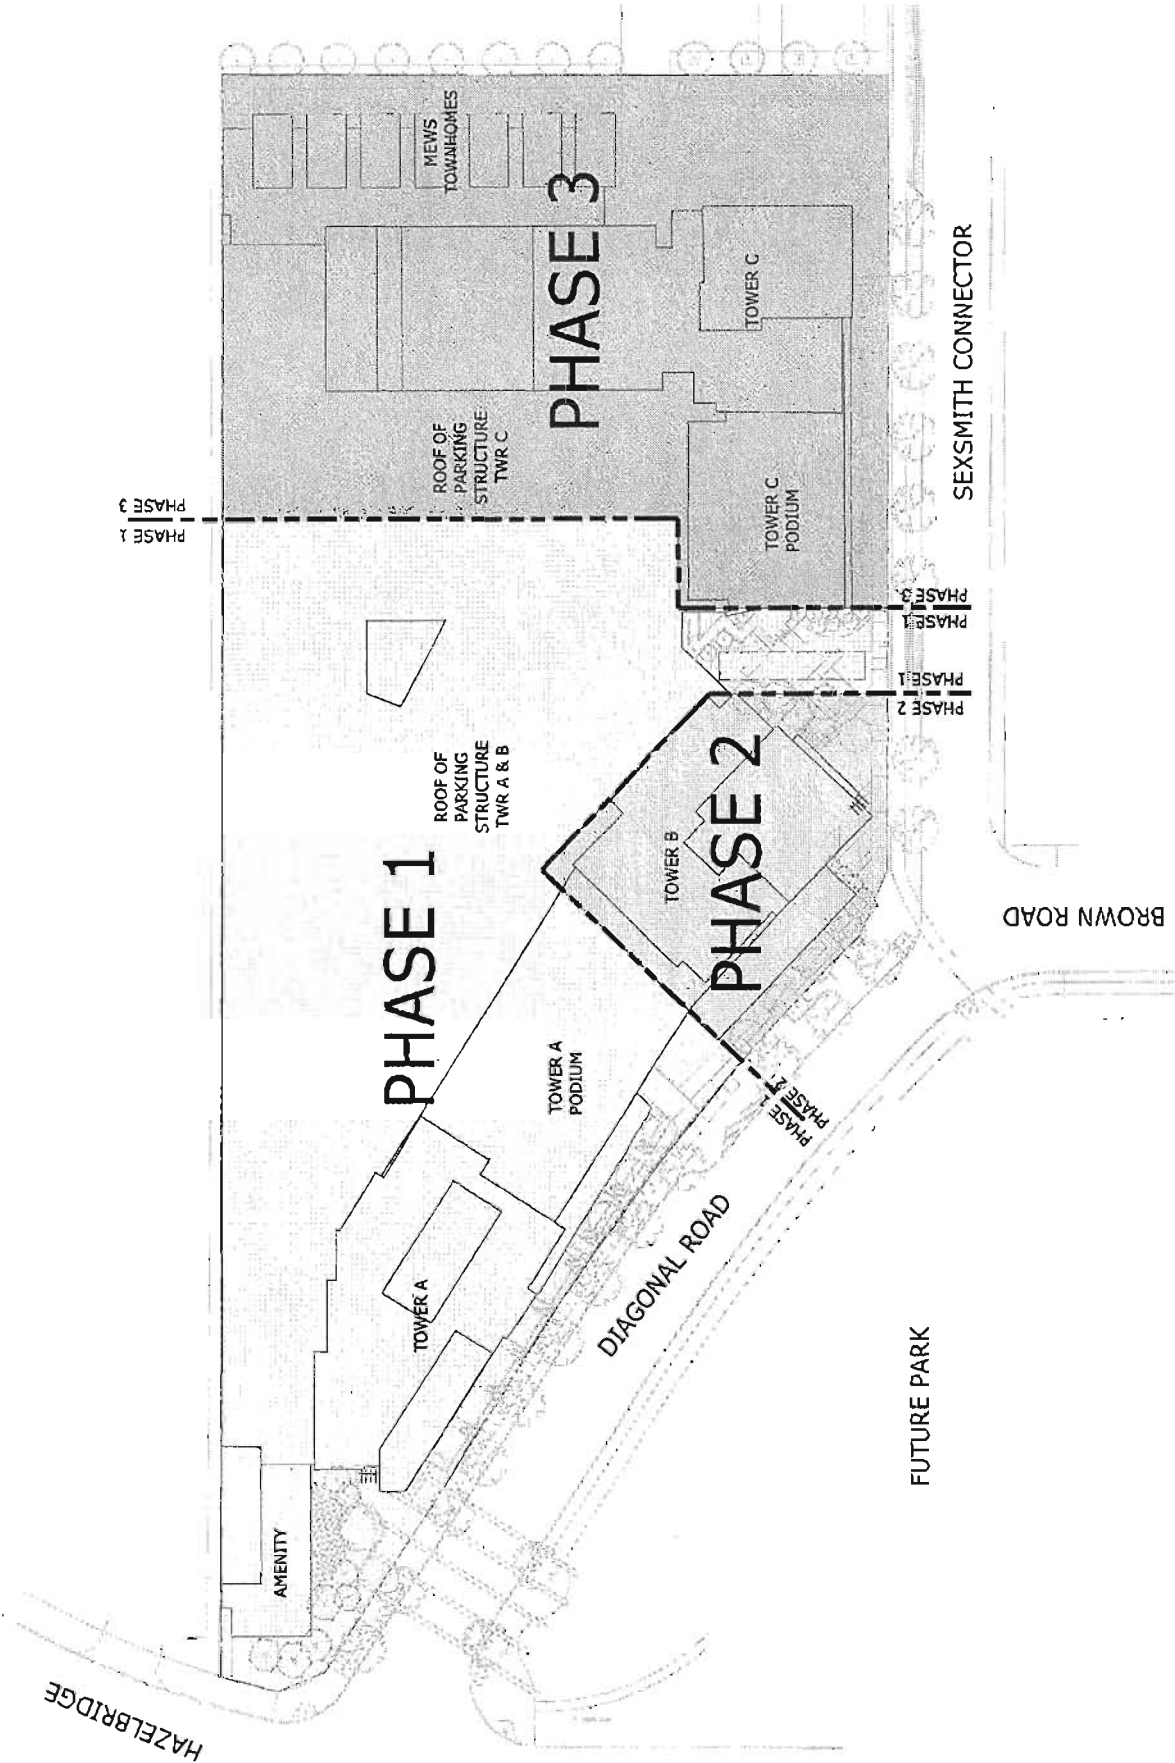 MEWS
TOWNHOMES
PHASE 3
TOWER C
SEXSMITH CONNECTOR
ROOF OF
PARKING
STRUCTURE
TWR C
TOWER C
PODIUM
PHASE 3
PHASE 1
PHASE 3
PHASE 1
PHASE 1
PHASE 2
ROOF OF
PARKING
STRUCTURE
TWR A & B
PHASE 1
TOWER B
PHASE 2
BROWN ROAD
TOWER A
PODIUM
PHASE 2
PHASE 1
DIAGONAL ROAD
TOWER A
FUTURE PARK
AMENITY
HAZELBRIDGE